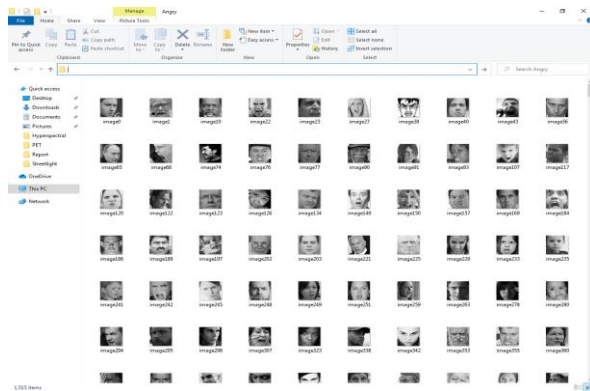 Manage Angry
File Home Share View Picture Tools
Pin to Quick access
Copy
Paste
Cut
Copy path
Paste shortcut
Clipboard
Move to
Copy to
Delete
Rename
Organize
New folder
New item
Easy access
New
Properties
Open
Edit
History
Open
Select all
Select none
Invert selection
Select
Search Angry
Quick access
Desktop
Downloads
Documents
Pictures
Hyperspectral
PET
Report
Streetlight
OneDrive
This PC
Network
image0 image1 image10 image22 image23 image27 image38 image40 image43 image56
image65 image68 image74 image76 image77 image90 image91 image93 image107 image117
image120 image122 image123 image126 image134 image149 image150 image157 image169 image184
image186 image188 image197 image202 image203 image221 image225 image229 image233 image235
image241 image242 image245 image248 image249 image251 image259 image263 image278 image280
image294 image295 image298 image307 image323 image338 image342 image353 image355 image360
1,515 items